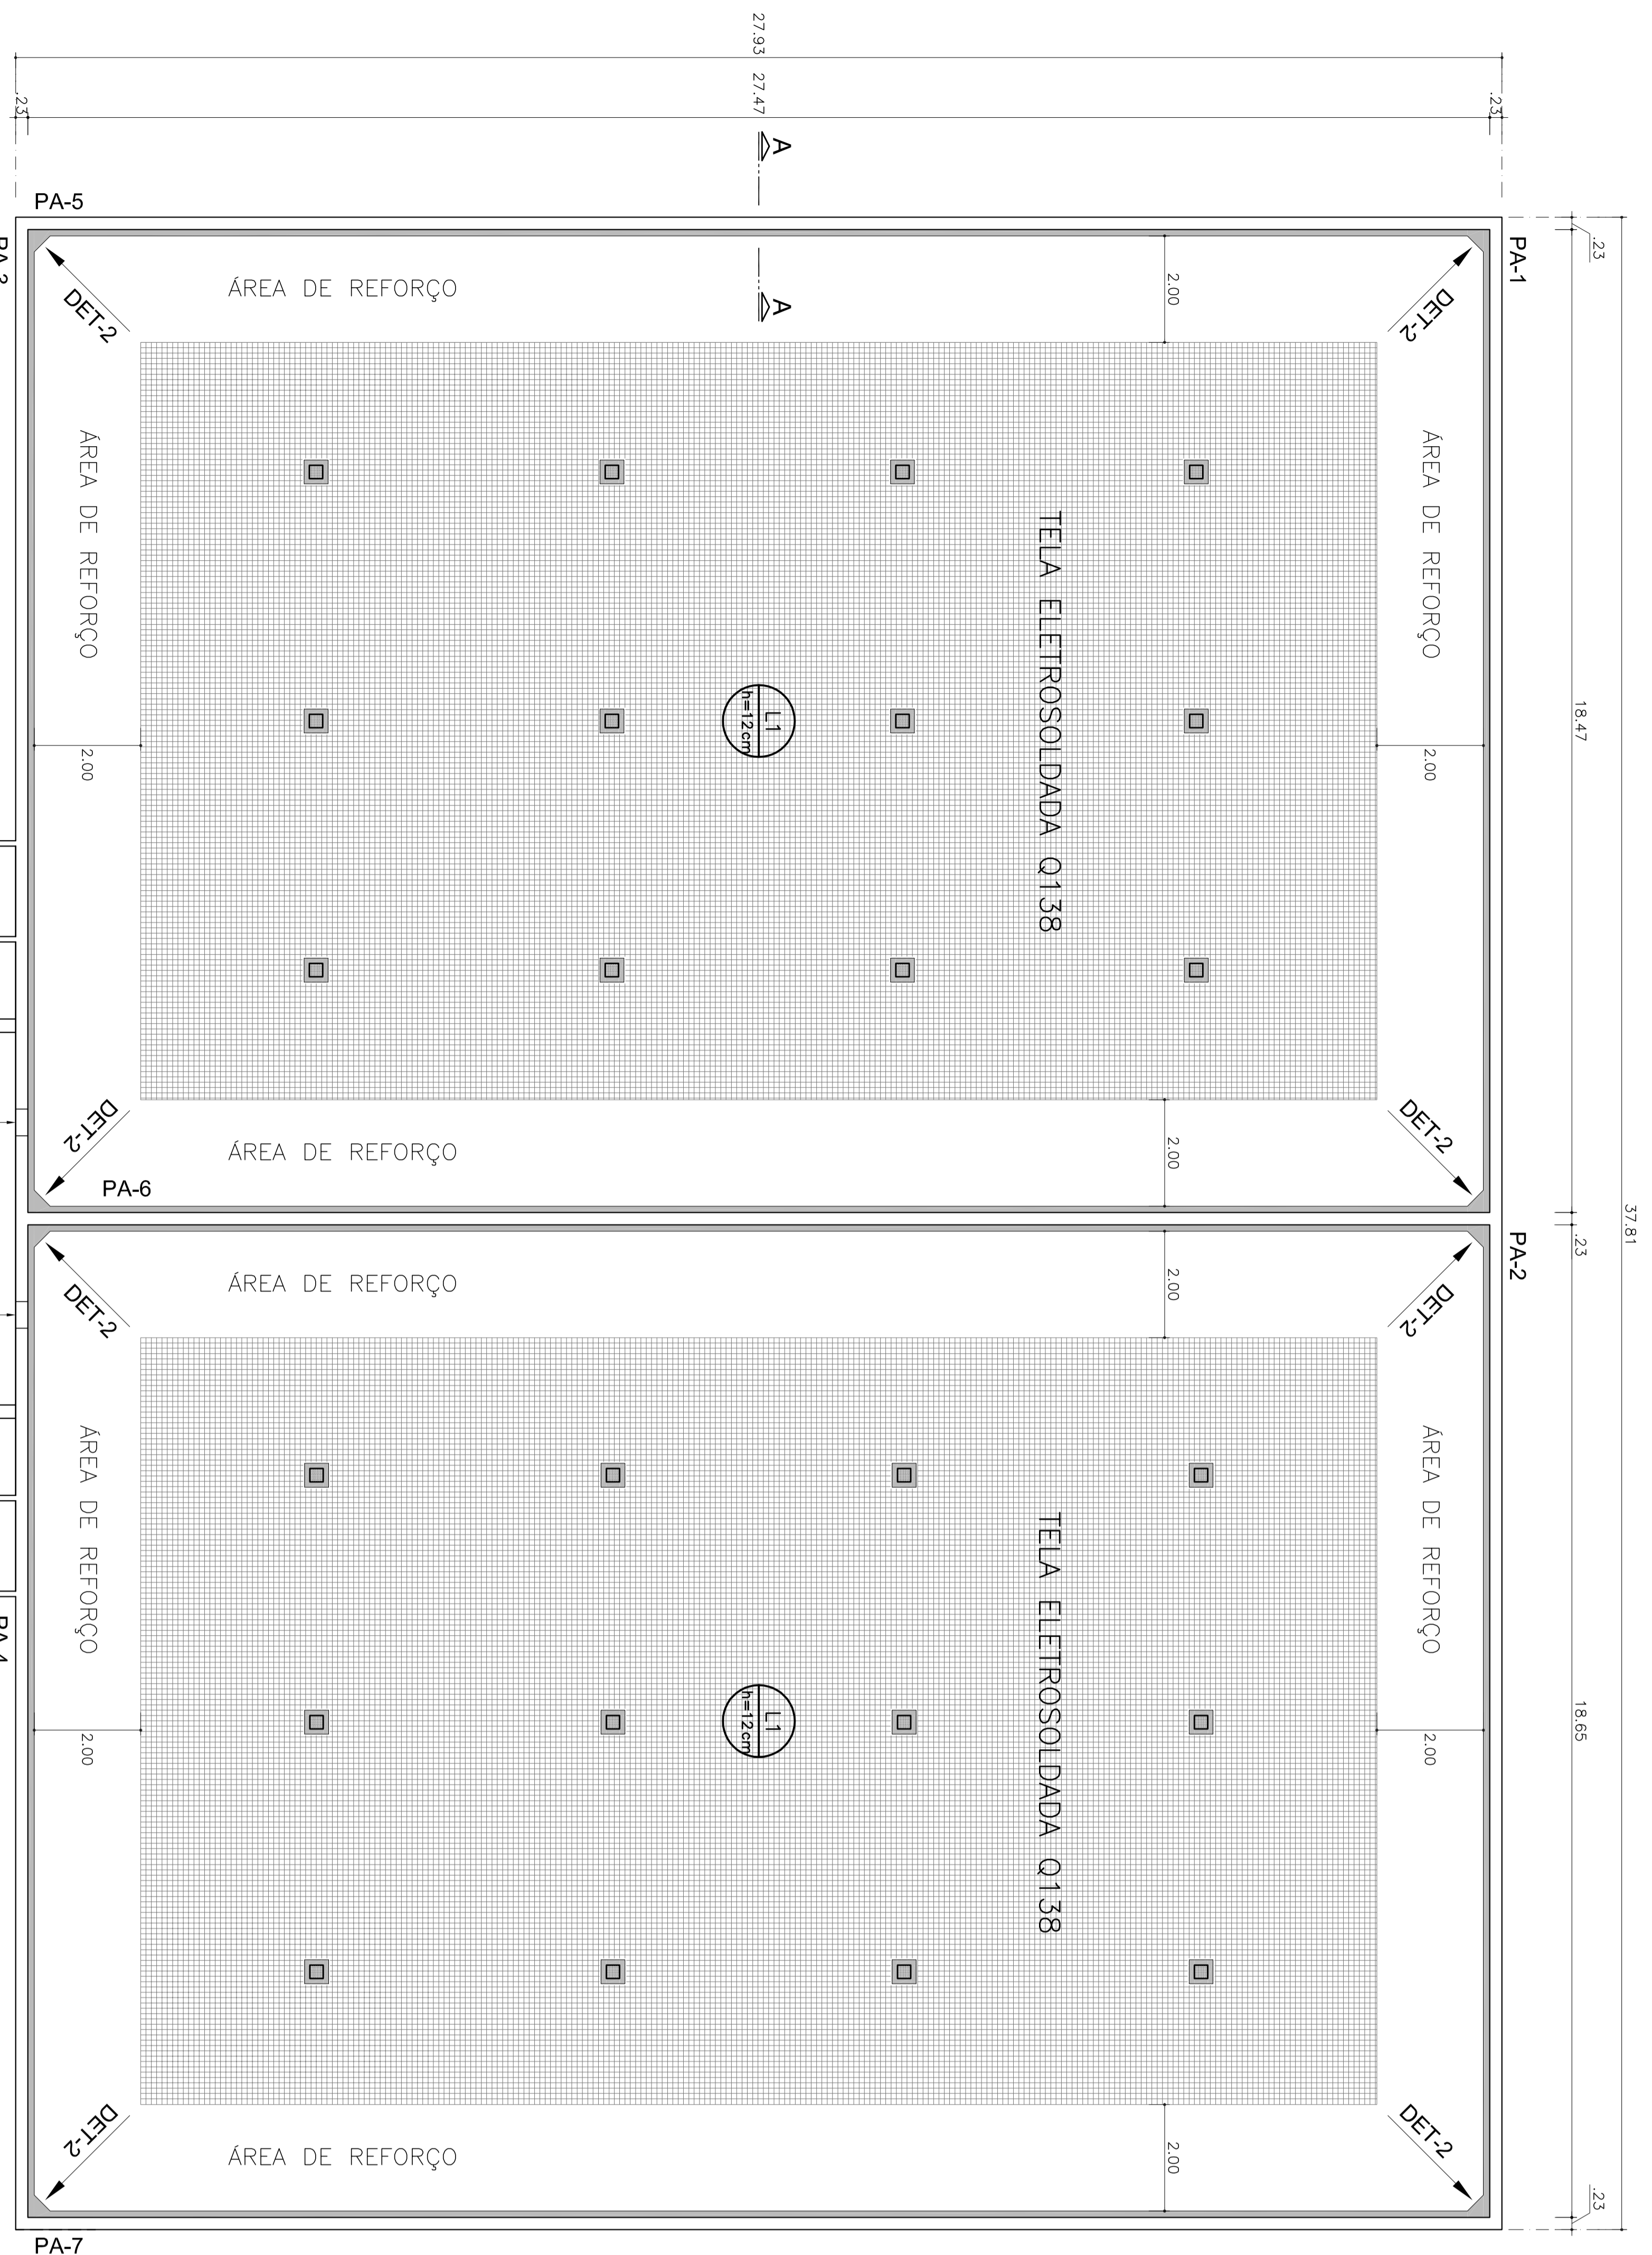 27.93
27.47
.23
.23
A
A
PA-5
PA-1
.23
18.47
37.81
DET-2
DET-2
ÁREA DE REFORÇO
2.00
ÁREA DE REFORÇO
ÁREA DE REFORÇO
TELA ELETROSOLDADA Q138
L1
h=12cm
2.00
2.00
DET-2
DET-2
ÁREA DE REFORÇO
2.00
PA-6
PA-2
.23
DET-2
DET-2
ÁREA DE REFORÇO
2.00
ÁREA DE REFORÇO
ÁREA DE REFORÇO
TELA ELETROSOLDADA Q138
L1
h=12cm
2.00
2.00
18.65
DET-2
DET-2
ÁREA DE REFORÇO
2.00
.23
PA-7